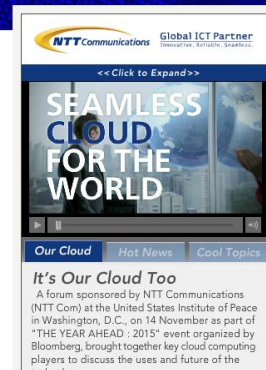 NTT Communications Global ICT Partner
Innovative. Reliable. Seamless.
<<Click to Expand>>
SEAMLESS
CLOUD
FOR THE
WORLD
Our Cloud Hot News Cool Topics
It's Our Cloud Too
A forum sponsored by NTT Communications
(NTT Com) at the United States Institute of Peace
in Washington, D.C., on 14 November as part of
"THE YEAR AHEAD : 2015" event organized by
Bloomberg, brought together key cloud computing
players to discuss the uses and future of the